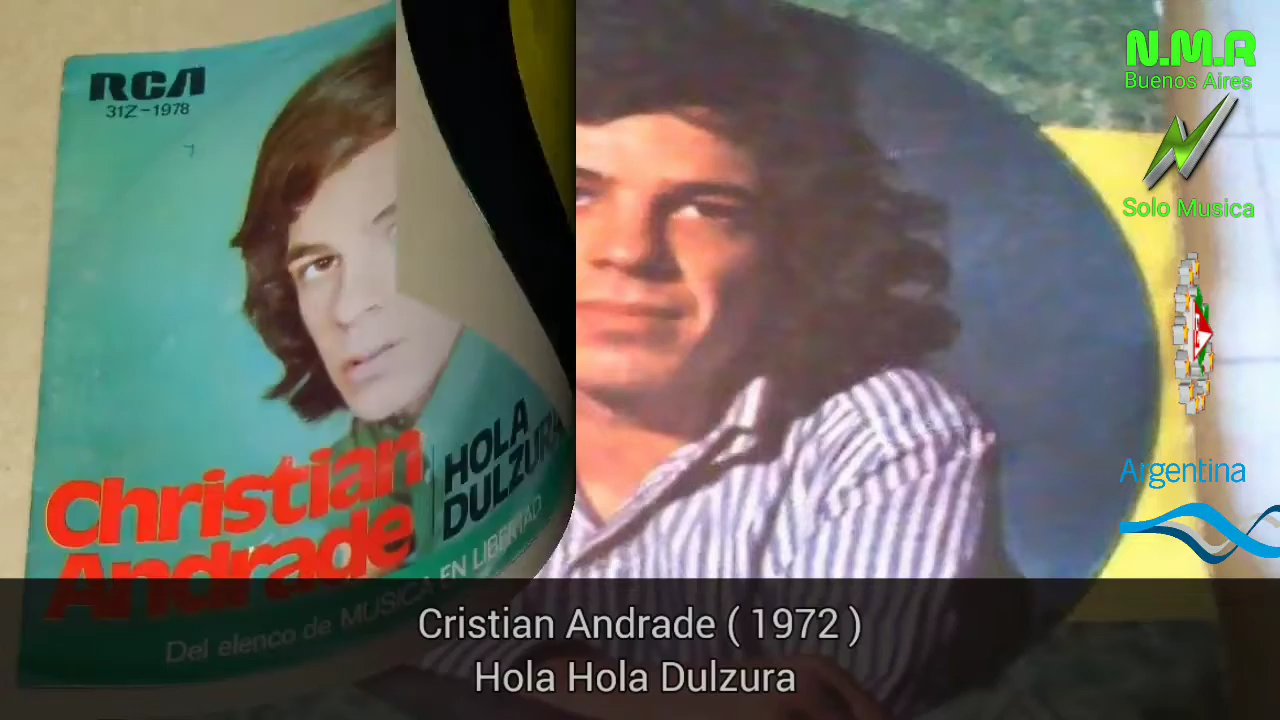 RCA
31Z-1978
Christian
Andrade
HOLA
DULZURA
Del elenco de MUSICA EN LIBERTAD
N.M.R
Buenos Aires
Solo Musica
Argentina
Cristian Andrade ( 1972 )
Hola Hola Dulzura